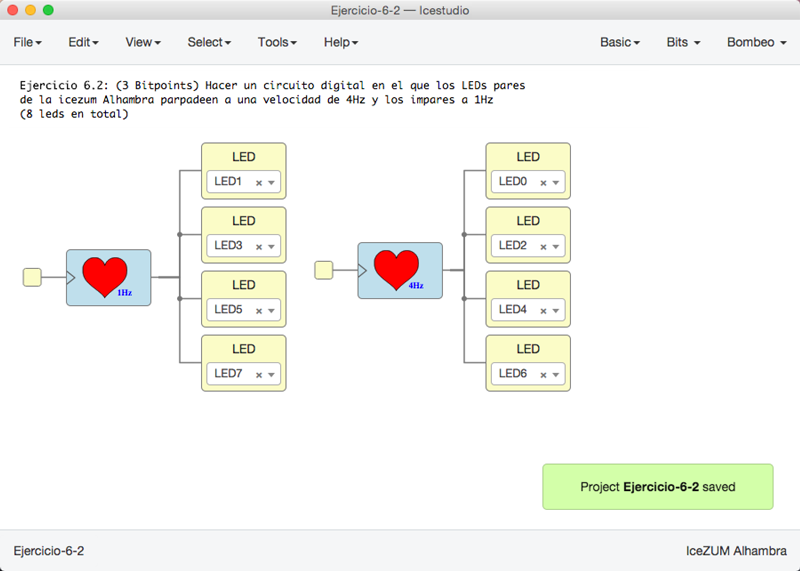 Ejercicio-6-2 — Icestudio
File Edit View Select Tools Help Basic Bits Bombeo
Ejercicio 6.2: (3 Bitpoints) Hacer un circuito digital en el que los LEDs pares
de la icezum Alhambra parpadeen a una velocidad de 4Hz y los impares a 1Hz
(8 leds en total)
LED
LED1
LED
LED3
LED
LED5
LED
LED7
1Hz
LED
LED0
LED
LED2
LED
LED4
LED
LED6
4Hz
Project Ejercicio-6-2 saved
Ejercicio-6-2 IceZUM Alhambra